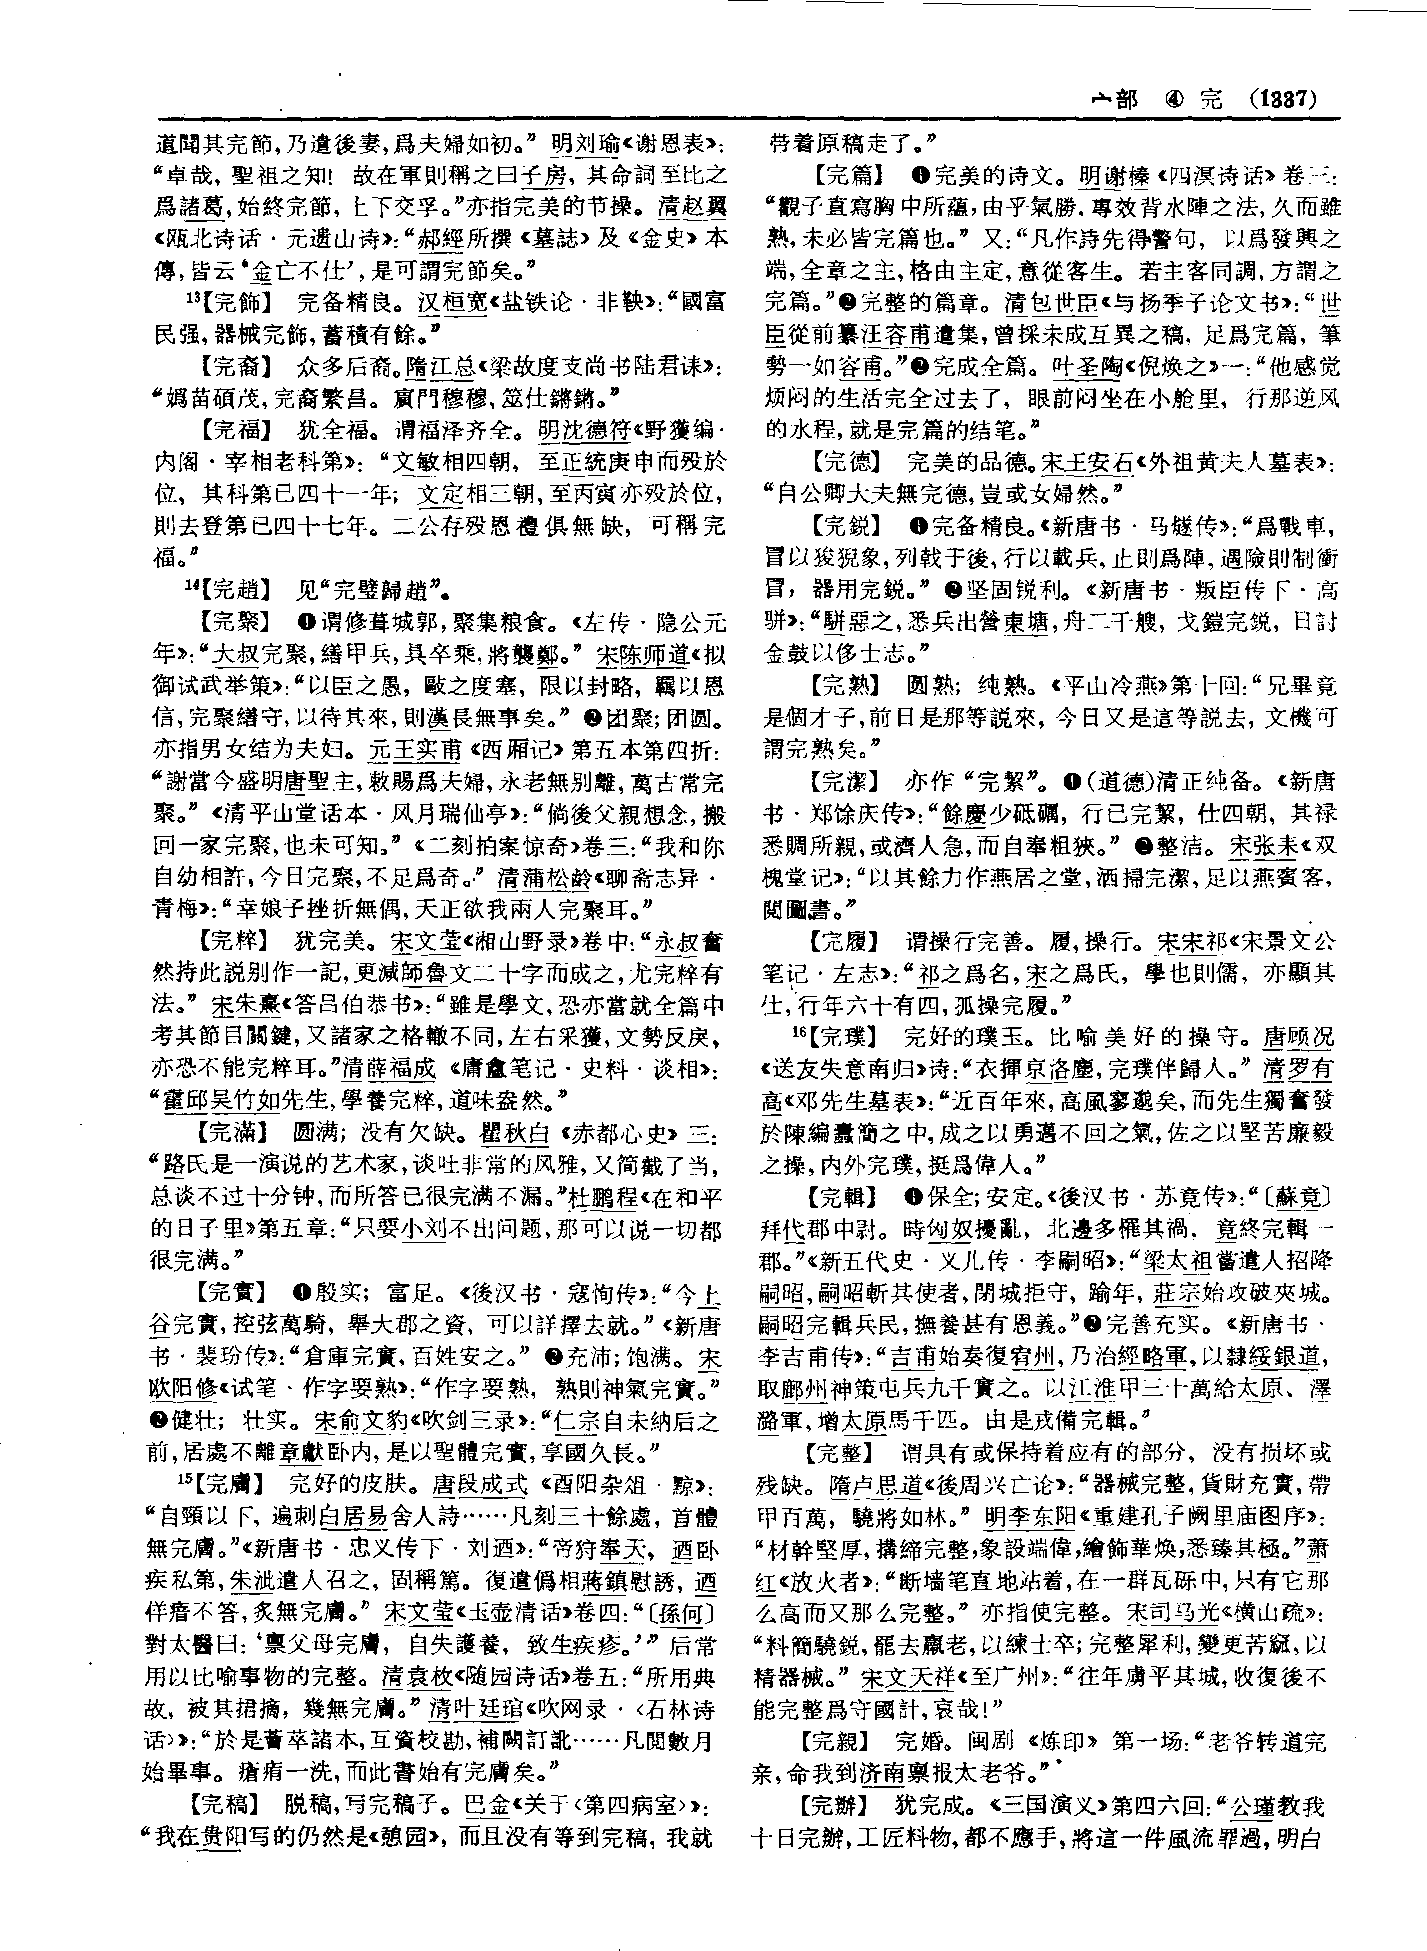 宀部 ④ 完 (1337)
道聞其完節,乃遣後妻,爲夫婦如初。”明刘瑜《谢恩表》:
“卓哉,聖祖之知!故在軍則稱之曰子房,其命詞至比之
爲諸葛,始終完節,上下交孚。”亦指完美的节操。清赵翼
《瓯北诗话·元遗山诗》:“郝經所撰《墓誌》及《金史》本
傳,皆云‘金亡不仕’,是可謂完節矣。”
13【完飾】 完备精良。汉桓宽《盐铁论·非鞅》:“國富
民强,器械完飾,蓄積有餘。”
【完裔】 众多后裔。隋江总《梁故度支尚书陆君诔》:
“嬀苗碩茂,完裔繁昌。賓門穆穆,筮仕鏘鏘。”
【完福】 犹全福。谓福泽齐全。明沈德符《野獲编·
内阁·宰相老科第》:“文敏相四朝,至正統庚申而殁於
位,其科第已四十一年;文定相三朝,至丙寅亦殁於位,
則去登第已四十七年。二公存殁恩禮俱無缺,可稱完
福。”
14【完趙】 见“完璧歸趙”。
【完聚】 ❶谓修葺城郭,聚集粮食。《左传·隐公元
年》:“大叔完聚,繕甲兵,具卒乘,將襲鄭。”宋陈师道《拟
御试武举策》:“以臣之愚,敺之度塞,限以封略,羈以恩
信,完聚繕守,以待其來,則漢長無事矣。”❷团聚;团圆。
亦指男女结为夫妇。元王实甫《西厢记》第五本第四折:
“謝當今盛明唐聖主,敕賜爲夫婦,永老無别離,萬古常完
聚。”《清平山堂话本·风月瑞仙亭》:“倘後父親想念,搬
回一家完聚,也未可知。”《二刻拍案惊奇》卷三:“我和你
自幼相許,今日完聚,不足爲奇。”清蒲松龄《聊斋志异·
青梅》:“幸娘子挫折無偶,天正欲我兩人完聚耳。”
【完粹】 犹完美。宋文莹《湘山野录》卷中:“永叔奮
然持此説别作一記,更減師魯文二十字而成之,尤完粹有
法。”宋朱熹《答吕伯恭书》:“雖是學文,恐亦當就全篇中
考其節目關鍵,又諸家之格轍不同,左右采獲,文勢反戾,
亦恐不能完粹耳。”清薛福成《庸盦笔记·史料·谈相》:
“霍邱吴竹如先生,學養完粹,道味盎然。”
【完滿】 圆满;没有欠缺。瞿秋白《赤都心史》三:
“路氏是一演说的艺术家,谈吐非常的风雅,又简截了当,
总谈不过十分钟,而所答已很完满不漏。”杜鹏程《在和平
的日子里》第五章:“只要小刘不出问题,那可以说一切都
很完满。”
【完實】 ❶殷实;富足。《後汉书·寇恂传》:“今上
谷完實,控弦萬騎,舉大郡之資,可以詳擇去就。”《新唐
书·裴玢传》:“倉庫完實,百姓安之。”❷充沛;饱满。宋
欧阳修《试笔·作字要熟》:“作字要熟,熟則神氣完實。”
❸健壮;壮实。宋俞文豹《吹剑三录》:“仁宗自未納后之
前,居處不離章獻卧内,是以聖體完實,享國久長。”
15【完膚】 完好的皮肤。唐段成式《酉阳杂俎·黥》:
“自頸以下,遍刺白居易舍人詩……凡刻三十餘處,首體
無完膚。”《新唐书·忠义传下·刘迺》:“帝狩奉天,迺卧
疾私第,朱泚遣人召之,固稱篤。復遣僞相蔣鎮慰誘,迺
佯瘖不答,炙無完膚。”宋文莹《玉壶清话》卷四:“〔孫何〕
對太醫曰:‘禀父母完膚,自失護養,致生疾疹。’”后常
用以比喻事物的完整。清袁枚《随园诗话》卷五:“所用典
故,被其捃摘,幾無完膚。”清叶廷琯《吹网录·〈石林诗
话〉》:“於是薈萃諸本,互資校勘,補闕訂訛……凡閲數月
始畢事。瘡痏一洗,而此書始有完膚矣。”
【完稿】 脱稿,写完稿子。巴金《关于〈第四病室〉》:
“我在贵阳写的仍然是《憩园》,而且没有等到完稿,我就
带着原稿走了。”
【完篇】 ❶完美的诗文。明谢榛《四溟诗话》卷三:
“觀子直寫胸中所蘊,由乎氣勝,專效背水陣之法,久而雖
熟,未必皆完篇也。”又:“凡作詩先得警句,以爲發興之
端,全章之主,格由主定,意從客生。若主客同調,方謂之
完篇。”❷完整的篇章。清包世臣《与扬季子论文书》:“世
臣從前纂汪容甫遺集,曾採未成互異之稿,足爲完篇,筆
勢一如容甫。”❸完成全篇。叶圣陶《倪焕之》一:“他感觉
烦闷的生活完全过去了,眼前闷坐在小舱里,行那逆风
的水程,就是完篇的结笔。”
【完德】 完美的品德。宋王安石《外祖黄夫人墓表》:
“自公卿大夫無完德,豈或女婦然。”
【完鋭】 ❶完备精良。《新唐书·马燧传》:“爲戰車,
冒以狻猊象,列戟于後,行以載兵,止則爲陣,遇險則制衝
冒,器用完鋭。”❷坚固锐利。《新唐书·叛臣传下·高
骈》:“駢惡之,悉兵出營東塘,舟二千艘,戈鎧完鋭,日討
金鼓以侈士志。”
【完熟】 圆熟;纯熟。《平山冷燕》第十回:“兄畢竟
是個才子,前日是那等説來,今日又是這等説去,文機可
謂完熟矣。”
【完潔】 亦作“完絜”。❶(道德)清正纯备。《新唐
书·郑馀庆传》:“餘慶少砥礪,行已完絜,仕四朝,其禄
悉賙所親,或濟人急,而自奉粗狹。”❷整洁。宋张耒《双
槐堂记》:“以其餘力作燕居之堂,洒掃完潔,足以燕賓客,
閲圖書。”
【完履】 谓操行完善。履,操行。宋宋祁《宋景文公
笔记·左志》:“祁之爲名,宋之爲氏,學也則儒,亦顯其
仕,行年六十有四,孤操完履。”
16【完璞】 完好的璞玉。比喻美好的操守。唐顾况
《送友失意南归》诗:“衣揮京洛塵,完璞伴歸人。”清罗有
高《邓先生墓表》:“近百年來,高風寥邈矣,而先生獨奮發
於陳編蠹簡之中,成之以勇邁不回之氣,佐之以堅苦廉毅
之操,内外完璞,挺爲偉人。”
【完輯】 ❶保全;安定。《後汉书·苏竟传》:“〔蘇竟〕
拜代郡中尉。時匈奴擾亂,北邊多罹其禍,竟終完輯一
郡。”《新五代史·义儿传·李嗣昭》:“梁太祖嘗遣人招降
嗣昭,嗣昭斬其使者,閉城拒守,踰年,莊宗始攻破夾城。
嗣昭完輯兵民,撫養甚有恩義。”❷完善充实。《新唐书·
李吉甫传》:“吉甫始奏復宥州,乃治經略軍,以隸綏銀道,
取鄜州神策屯兵九千實之。以江淮甲三十萬給太原、澤
潞軍,增太原馬千匹。由是戎備完輯。”
【完整】 谓具有或保持着应有的部分,没有损坏或
残缺。隋卢思道《後周兴亡论》:“器械完整,貨財充實,帶
甲百萬,驍將如林。”明李东阳《重建孔子阙里庙图序》:
“材幹堅厚,搆締完整,象設端偉,繪飾華焕,悉臻其極。”萧
红《放火者》:“断墙笔直地站着,在一群瓦砾中,只有它那
么高而又那么完整。”亦指使完整。宋司马光《横山疏》:
“料簡驍鋭,罷去羸老,以練士卒;完整犀利,變更苦窳,以
精器械。”宋文天祥《至广州》:“往年虜平其城,收復後不
能完整爲守國計,哀哉!”
【完親】 完婚。闽剧《炼印》第一场:“老爷转道完
亲,命我到济南禀报太老爷。”
【完辦】 犹完成。《三国演义》第四六回:“公瑾教我
十日完辦,工匠料物,都不應手,將這一件風流罪過,明白